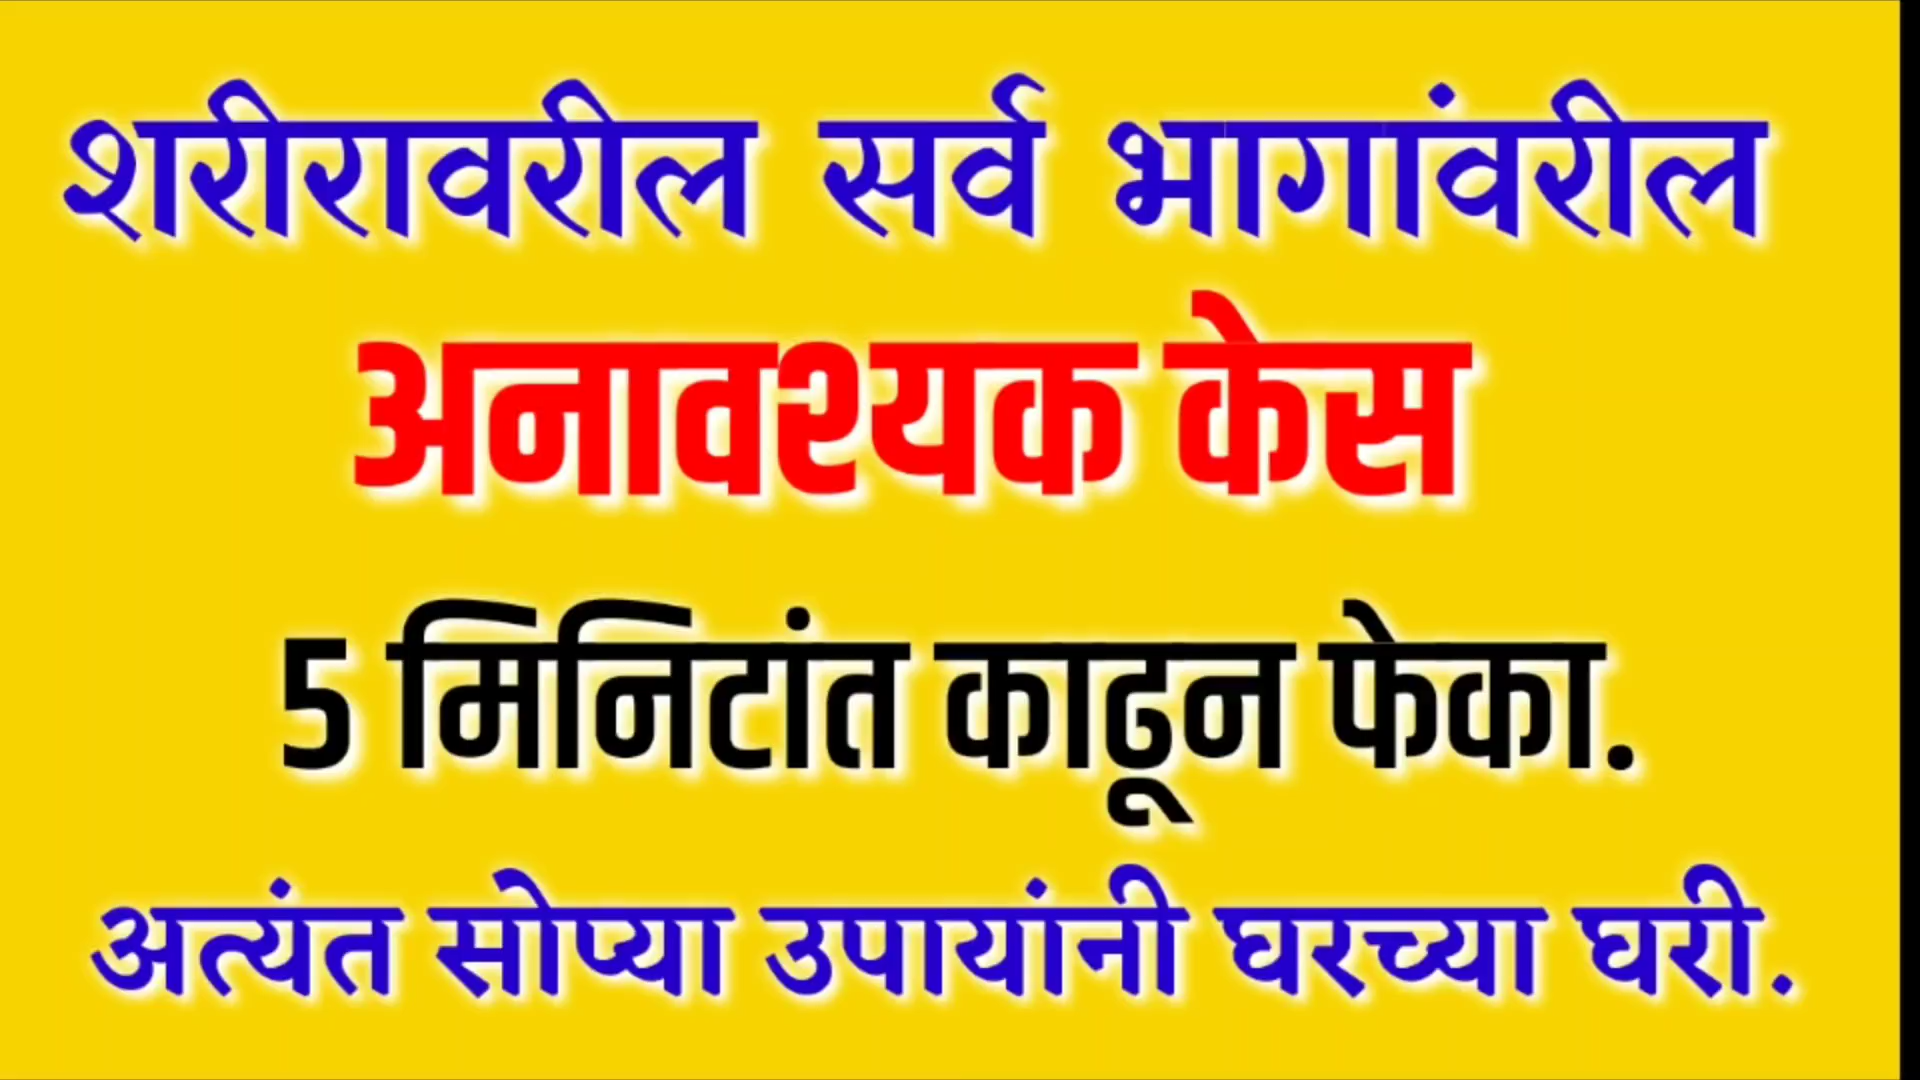 शरीरावरील सर्व भागांवरील
अनावश्यक केस
5 मिनिटांत काढून फेका.
अत्यंत सोप्या उपायांनी घरच्या घरी.